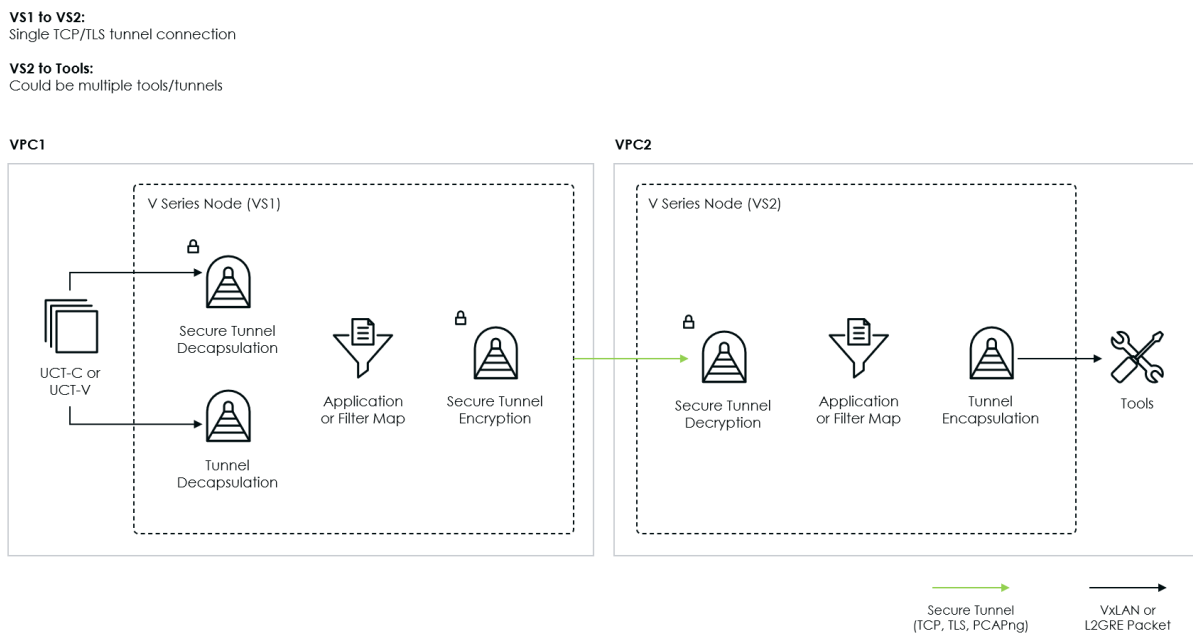 VS1 to VS2:
Single TCP/TLS tunnel connection
VS2 to Tools:
Could be multiple tools/tunnels
VPC1
VPC2
V Series Node (VS1)
V Series Node (VS2)
Secure Tunnel
Decapsulation
UCT-C or
UCT-V
Application
or Filter Map
Secure Tunnel
Encryption
Tunnel
Decapsulation
Secure Tunnel
Decryption
Application
or Filter Map
Tunnel
Encapsulation
Tools
Secure Tunnel
(TCP, TLS, PCAPng)
VxLAN or
L2GRE Packet